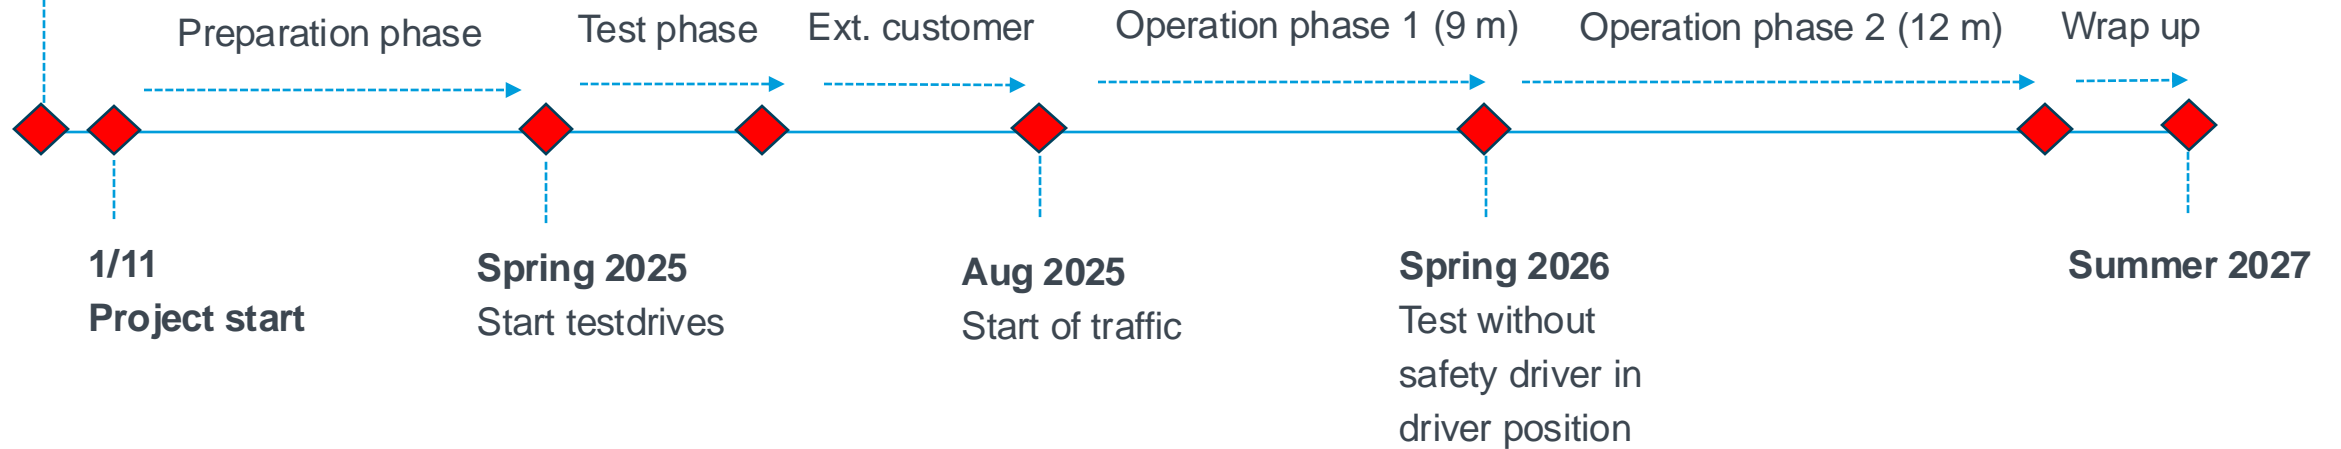 Preparation phase
Test phase
Ext. customer
Operation phase 1 (9 m)
Operation phase 2 (12 m)
Wrap up
1/11
Project start
Spring 2025
Start testdrives
Aug 2025
Start of traffic
Spring 2026
Test without
safety driver in
driver position
Summer 2027